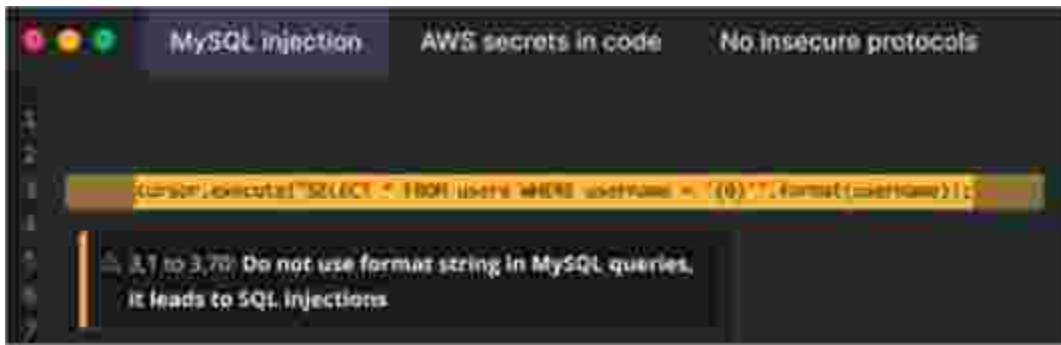 MySQL injection AWS secrets in code No insecure protocols
1
2
3 cursor.execute("SELECT * FROM users WHERE username = '{0}'".format(username));
4
5 3,1 to 3,70: Do not use format string in MySQL queries,
6 it leads to SQL injections
7